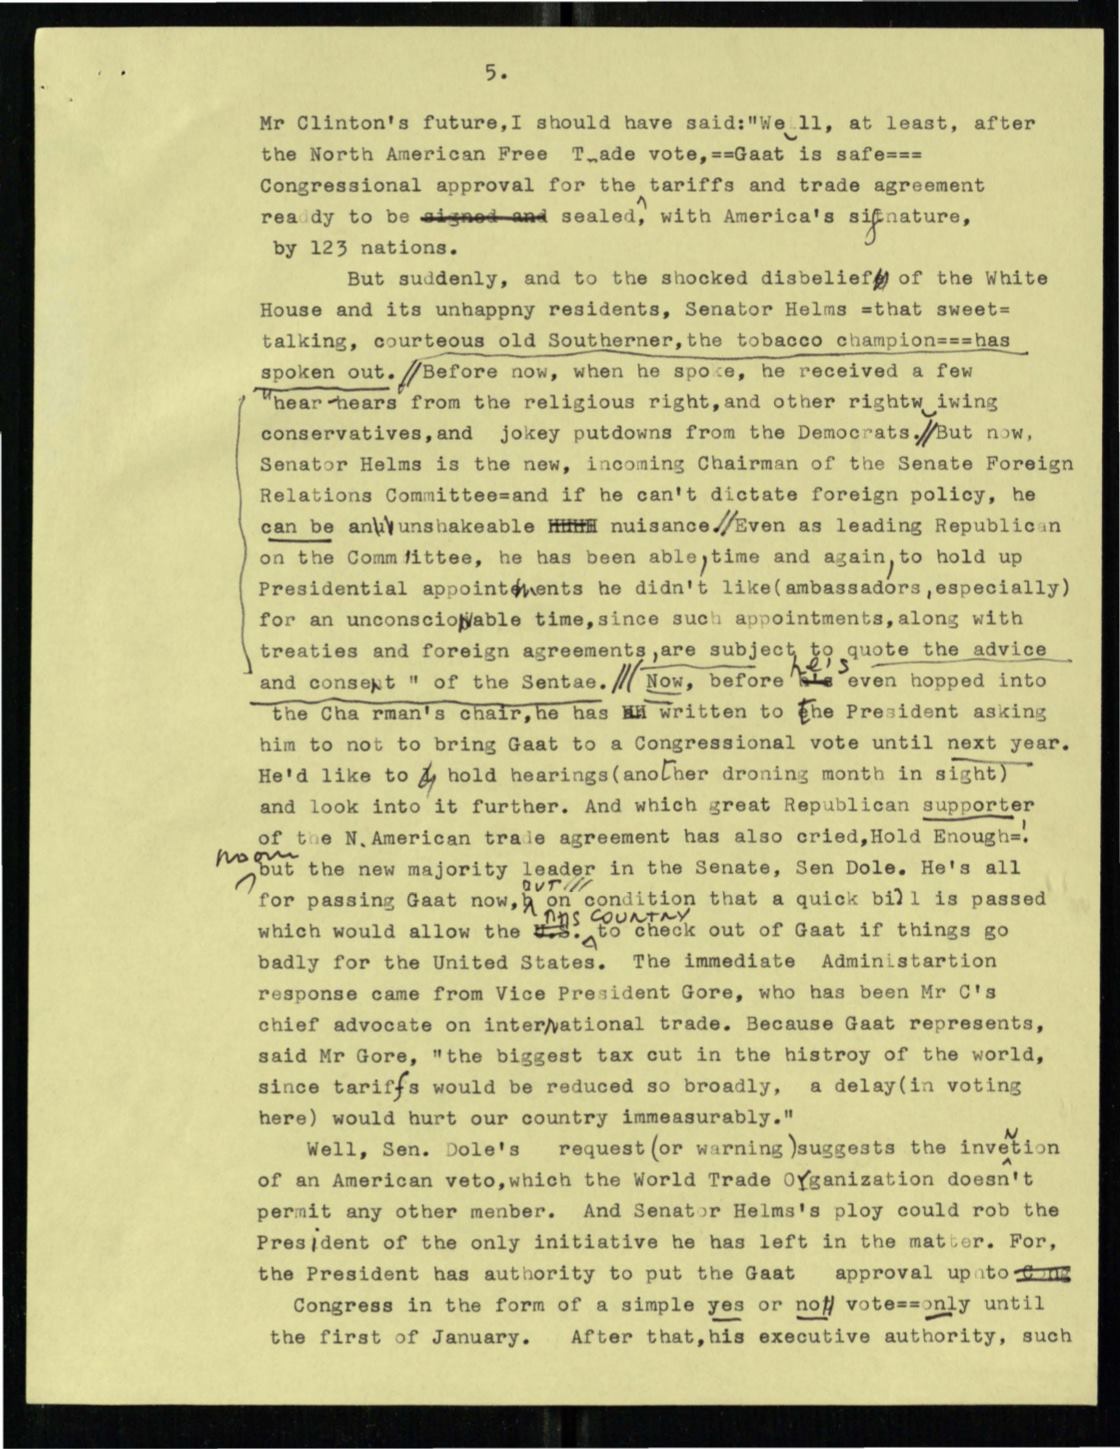 5.
Mr Clinton's future,I should have said:"We ll, at least, after
the North American Free T ade vote,==Gaat is safe===
Congressional approval for the tariffs and trade agreement
ready to be signed and sealed, with America's signature,
by 123 nations.
But suddenly, and to the shocked disbelief of the White
House and its unhappny residents, Senator Helms =that sweet=
talking, courteous old Southerner,the tobacco champion===has
spoken out.//Before now, when he spoke, he received a few
"hear-hears from the religious right,and other rightw iwing
conservatives,and jokey putdowns from the Democrats.//But now,
Senator Helms is the new, incoming Chairman of the Senate Foreign
Relations Committee=and if he can't dictate foreign policy, he
can be an unshakeable nuisance.//Even as leading Republican
on the Committee, he has been able,time and again,to hold up
Presidential appointments he didn't like(ambassadors,especially)
for an unconscionable time,since such appointments,along with
treaties and foreign agreements,are subject to quote the advice
and consent " of the Sentae.///Now, before he's even hopped into
the Cha rman's chair,he has written to the President asking
him to not to bring Gaat to a Congressional vote until next year.
He'd like to hold hearings(another droning month in sight)
and look into it further. And which great Republican supporter
of the N.American trade agreement has also cried,Hold Enough=!
noom
but the new majority leader in the Senate, Sen Dole. He's all
OUT///
for passing Gaat now, on condition that a quick bill is passed
THIS COUNTRY
which would allow the U.S. to check out of Gaat if things go
badly for the United States. The immediate Administartion
response came from Vice President Gore, who has been Mr C's
chief advocate on international trade. Because Gaat represents,
said Mr Gore, "the biggest tax cut in the histroy of the world,
since tariffs would be reduced so broadly, a delay(in voting
here) would hurt our country immeasurably."
Well, Sen. Dole's request(or warning)suggests the invention
of an American veto,which the World Trade Organization doesn't
permit any other menber. And Senator Helms's ploy could rob the
President of the only initiative he has left in the matter. For,
the President has authority to put the Gaat approval upnto Cong
Congress in the form of a simple yes or no vote==only until
the first of January. After that,his executive authority, such